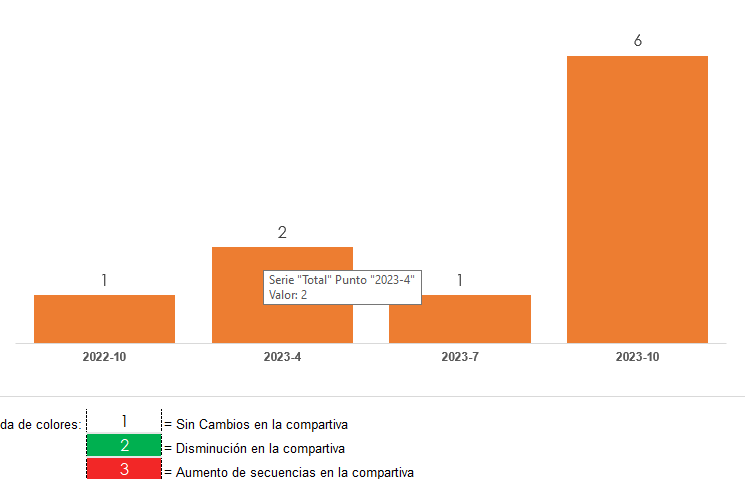 6
2
1
1
Serie "Total" Punto "2023-4"
Valor: 2
2022-10 2023-4 2023-7 2023-10
da de colores: 1 = Sin Cambios en la compartiva
2 = Disminución en la compartiva
3 = Aumento de secuencias en la compartiva